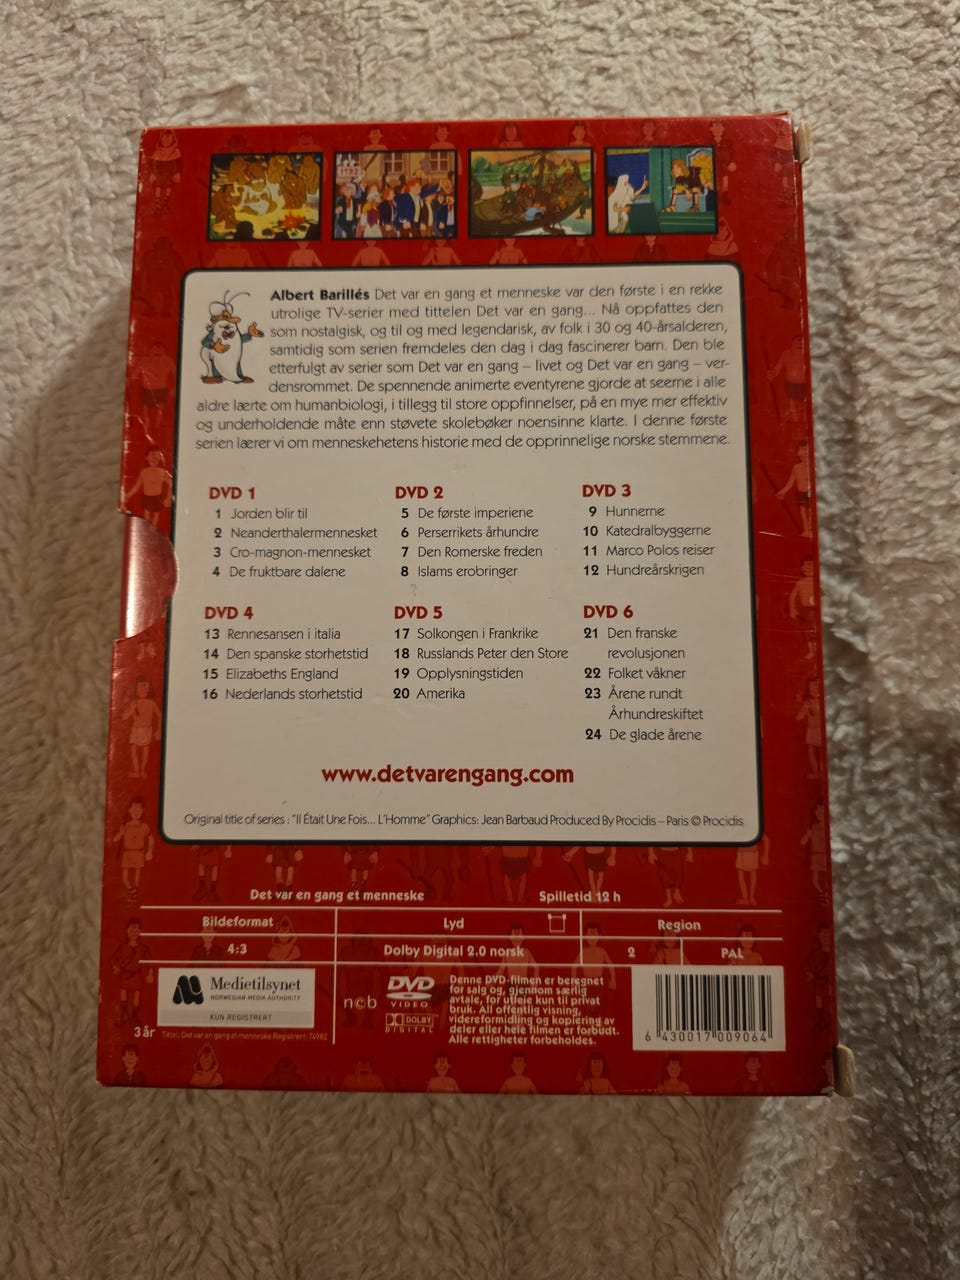 1782
Albert Barillés Det var en gang et menneske var den første i en rekke
utrolige TV-serier med tittelen Det var en gang... Nå oppfattes den
som nostalgisk, og til og med legendarisk, av folk i 30 og 40-årsalderen,
samtidig som serien fremdeles den dag i dag fascinerer barn. Den ble
etterfulgt av serier som Det var en gang – livet og Det var en gang – ver-
densrommet. De spennende animerte eventyrene gjorde at seerne i alle
aldre lærte om humanbiologi, i tillegg til store oppfinnelser, på en mye mer effektiv
og underholdende måte enn støvete skolebøker noensinne klarte. I denne første
serien lærer vi om menneskehetens historie med de opprinnelige norske stemmene.
DVD 1
1 Jorden blir til
2 Neanderthalermennesket
3 Cro-magnon-mennesket
4 De fruktbare dalene
DVD 2
5 De første imperiene
6 Perserrikets århundre
7 Den Romerske freden
8 Islams erobringer
DVD 3
9 Hunnerne
10 Katedralbyggerne
11 Marco Polos reiser
12 Hundreårskrigen
DVD 4
13 Rennesansen i italia
14 Den spanske storhetstid
15 Elizabeths England
16 Nederlands storhetstid
DVD 5
17 Solkongen i Frankrike
18 Russlands Peter den Store
19 Opplysningstiden
20 Amerika
DVD 6
21 Den franske
revolusjonen
22 Folket våkner
23 Årene rundt
Århundreskiftet
24 De glade årene
www.detvarengang.com
Original title of series : "Il Était Une Fois... L'Homme" Graphics: Jean Barbaud Produced By Procidis – Paris © Procidis
Det var en gang et menneske Spilletid 12 h
Bildeformat Lyd Region
4:3 Dolby Digital 2.0 norsk 2 PAL
Medietilsynet
NORWEGIAN MEDIA AUTHORITY
KUN REGISTRERT
3 år Tittel: Det var en gang et menneske Registrert: 76982
ncb
DVD
VIDEO
DOLBY
DIGITAL
Denne DVD-filmen er beregnet
for salg og, gjennom særlig
avtale, for utleie kun til privat
bruk. All offentlig visning,
videreformidling og kopiering av
deler eller hele filmen er forbudt.
Alle rettigheter forbeholdes.
6 430017 009064